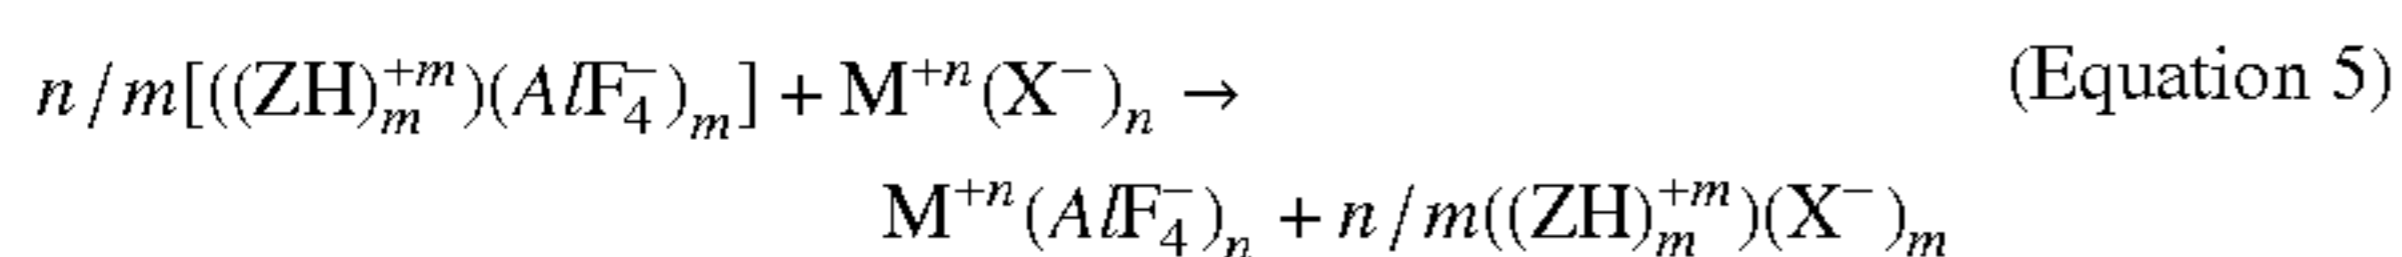 n/m[((ZH)_m^{+m})(AlF_4^-)_m] + M^{+n}(X^-)_n → (Equation 5)
M^{+n}(AlF_4^-)_n + n/m((ZH)_m^{+m})(X^-)_m